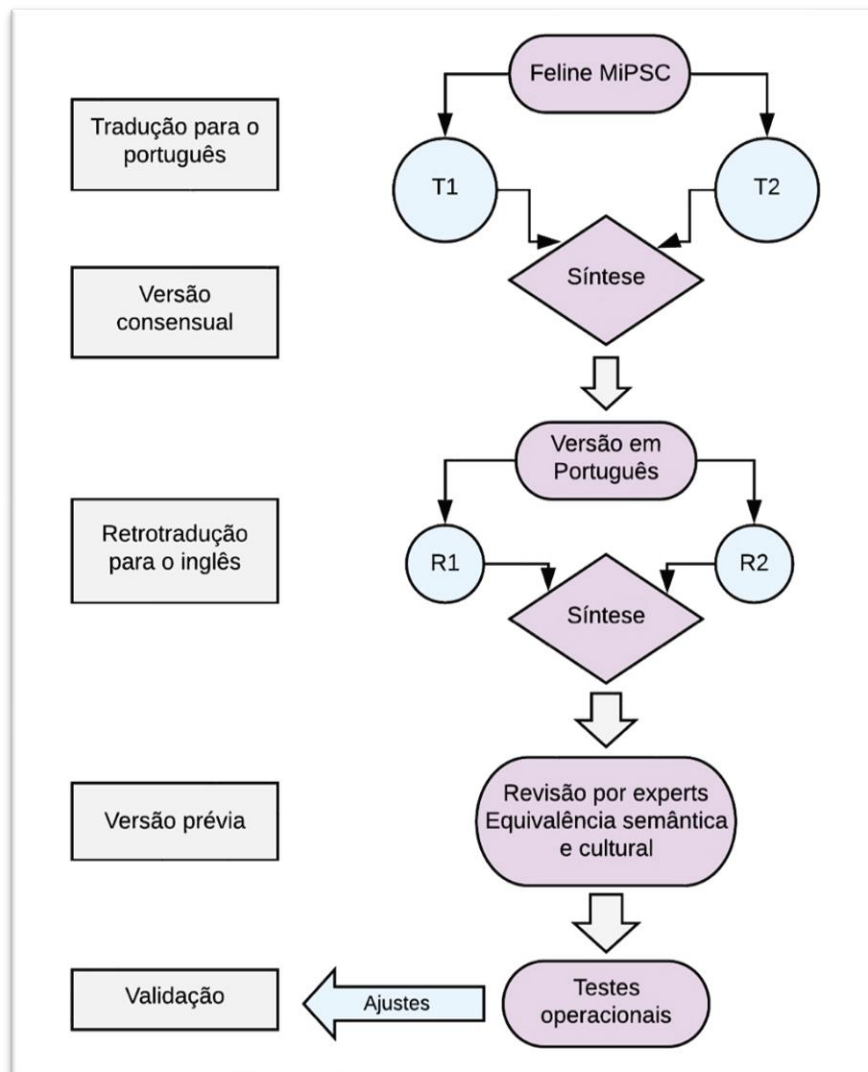 Feline MiPSC
Tradução para o
português
T1
T2
Síntese
Versão
consensual
Versão em
Português
Retrotradução
para o inglês
R1
R2
Síntese
Revisão por experts
Equivalência semântica
e cultural
Versão prévia
Testes
operacionais
Ajustes
Validação